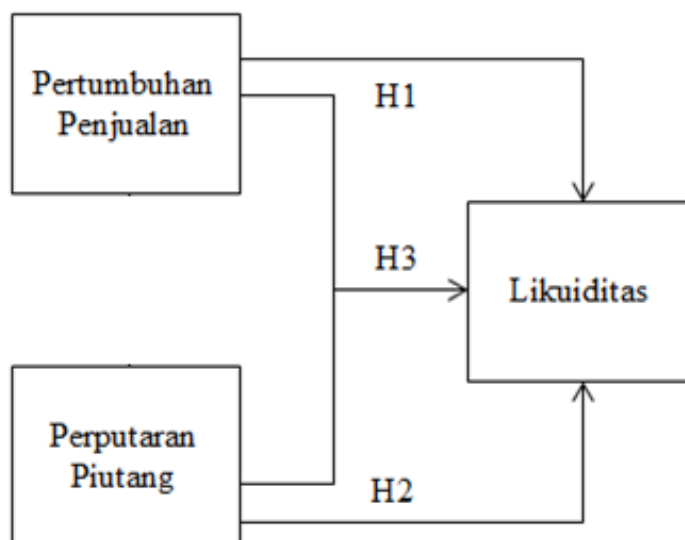 Pertumbuhan
Penjualan
H1
H3
Likuiditas
Perputaran
Piutang
H2